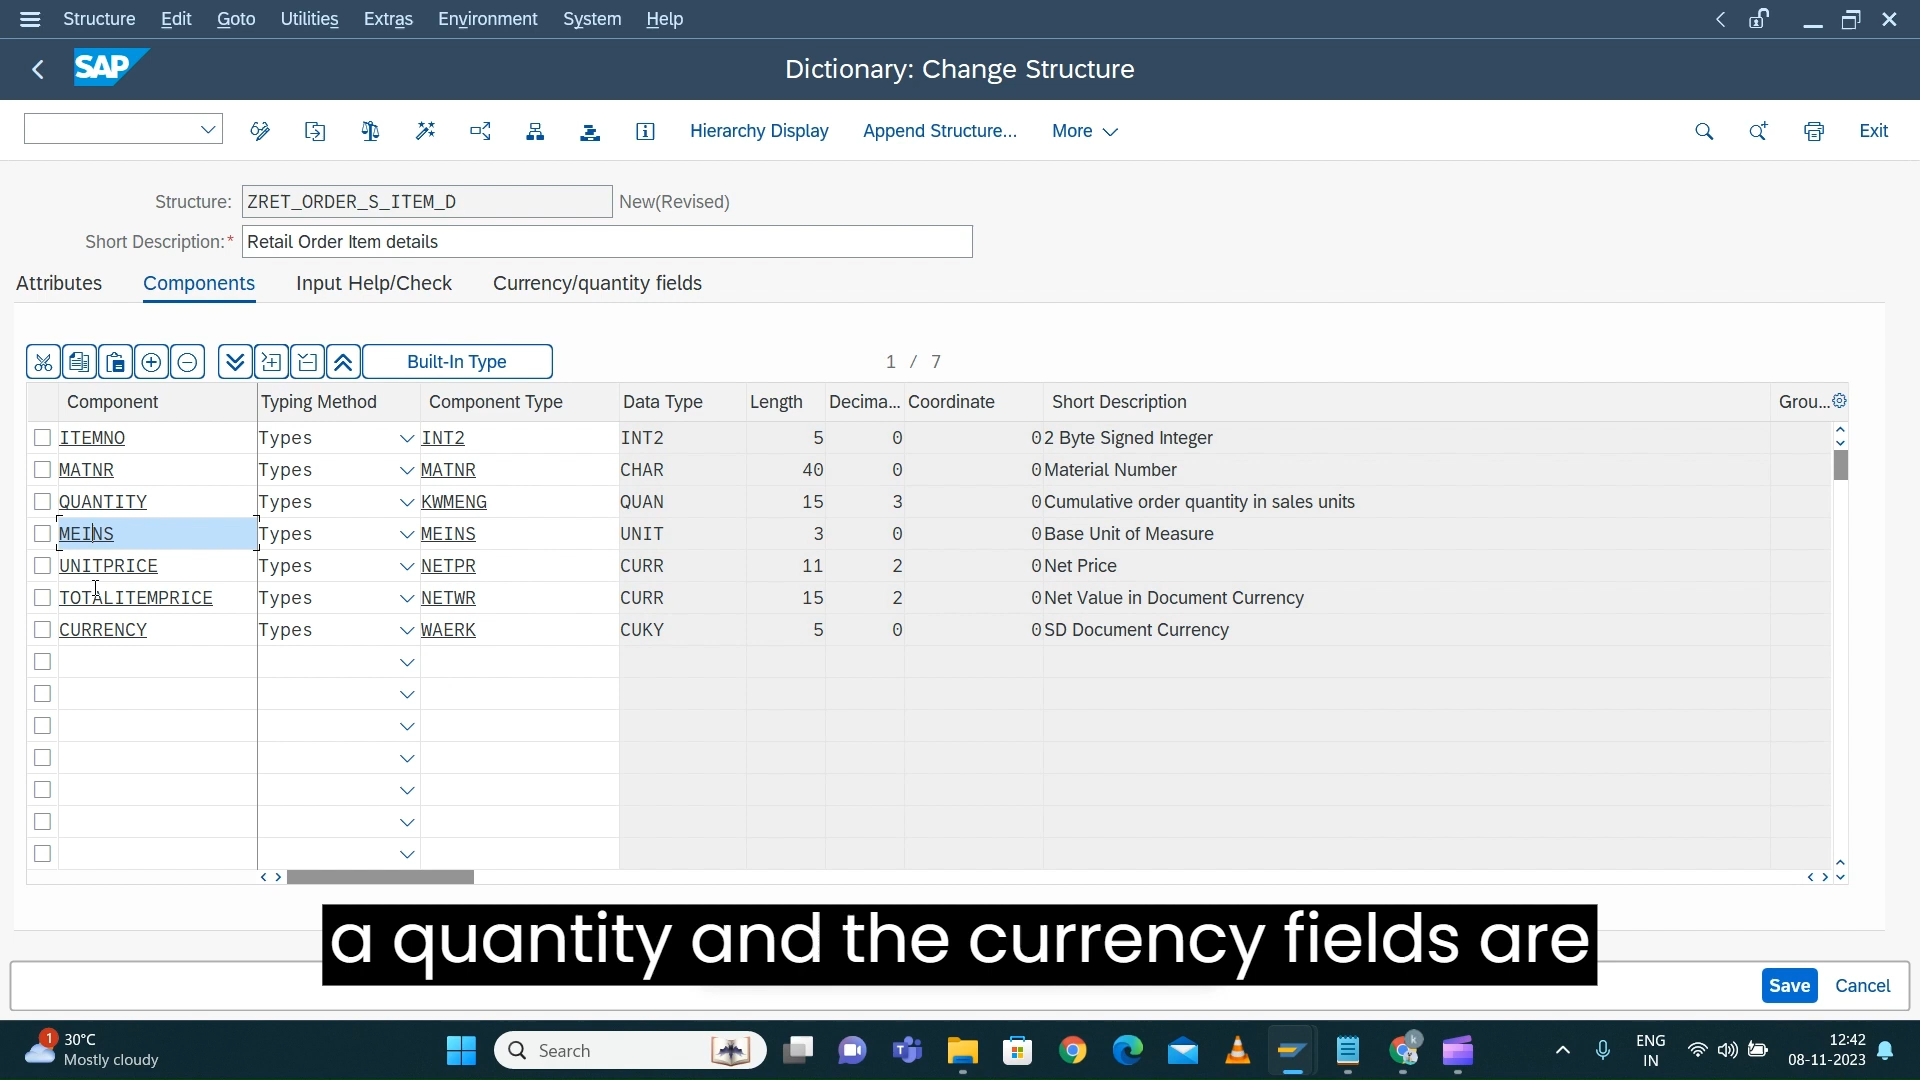 Structure Edit Goto Utilities Extras Environment System Help
SAP Dictionary: Change Structure
Hierarchy Display Append Structure... More Exit
Structure: ZRET_ORDER_S_ITEM_D New(Revised)
Short Description:* Retail Order Item details
Attributes Components Input Help/Check Currency/quantity fields
Built-In Type 1 / 7
Component Typing Method Component Type Data Type Length Decima... Coordinate Short Description Grou...
ITEMNO Types INT2 INT2 5 0 0 2 Byte Signed Integer
MATNR Types MATNR CHAR 40 0 0 Material Number
QUANTITY Types KWMENG QUAN 15 3 0 Cumulative order quantity in sales units
MEINS Types MEINS UNIT 3 0 0 Base Unit of Measure
UNITPRICE Types NETPR CURR 11 2 0 Net Price
TOTALITEMPRICE Types NETWR CURR 15 2 0 Net Value in Document Currency
CURRENCY Types WAERK CUKY 5 0 0 SD Document Currency
a quantity and the currency fields are
Save Cancel
1 30°C
Mostly cloudy
Search
ENG
IN
12:42
08-11-2023